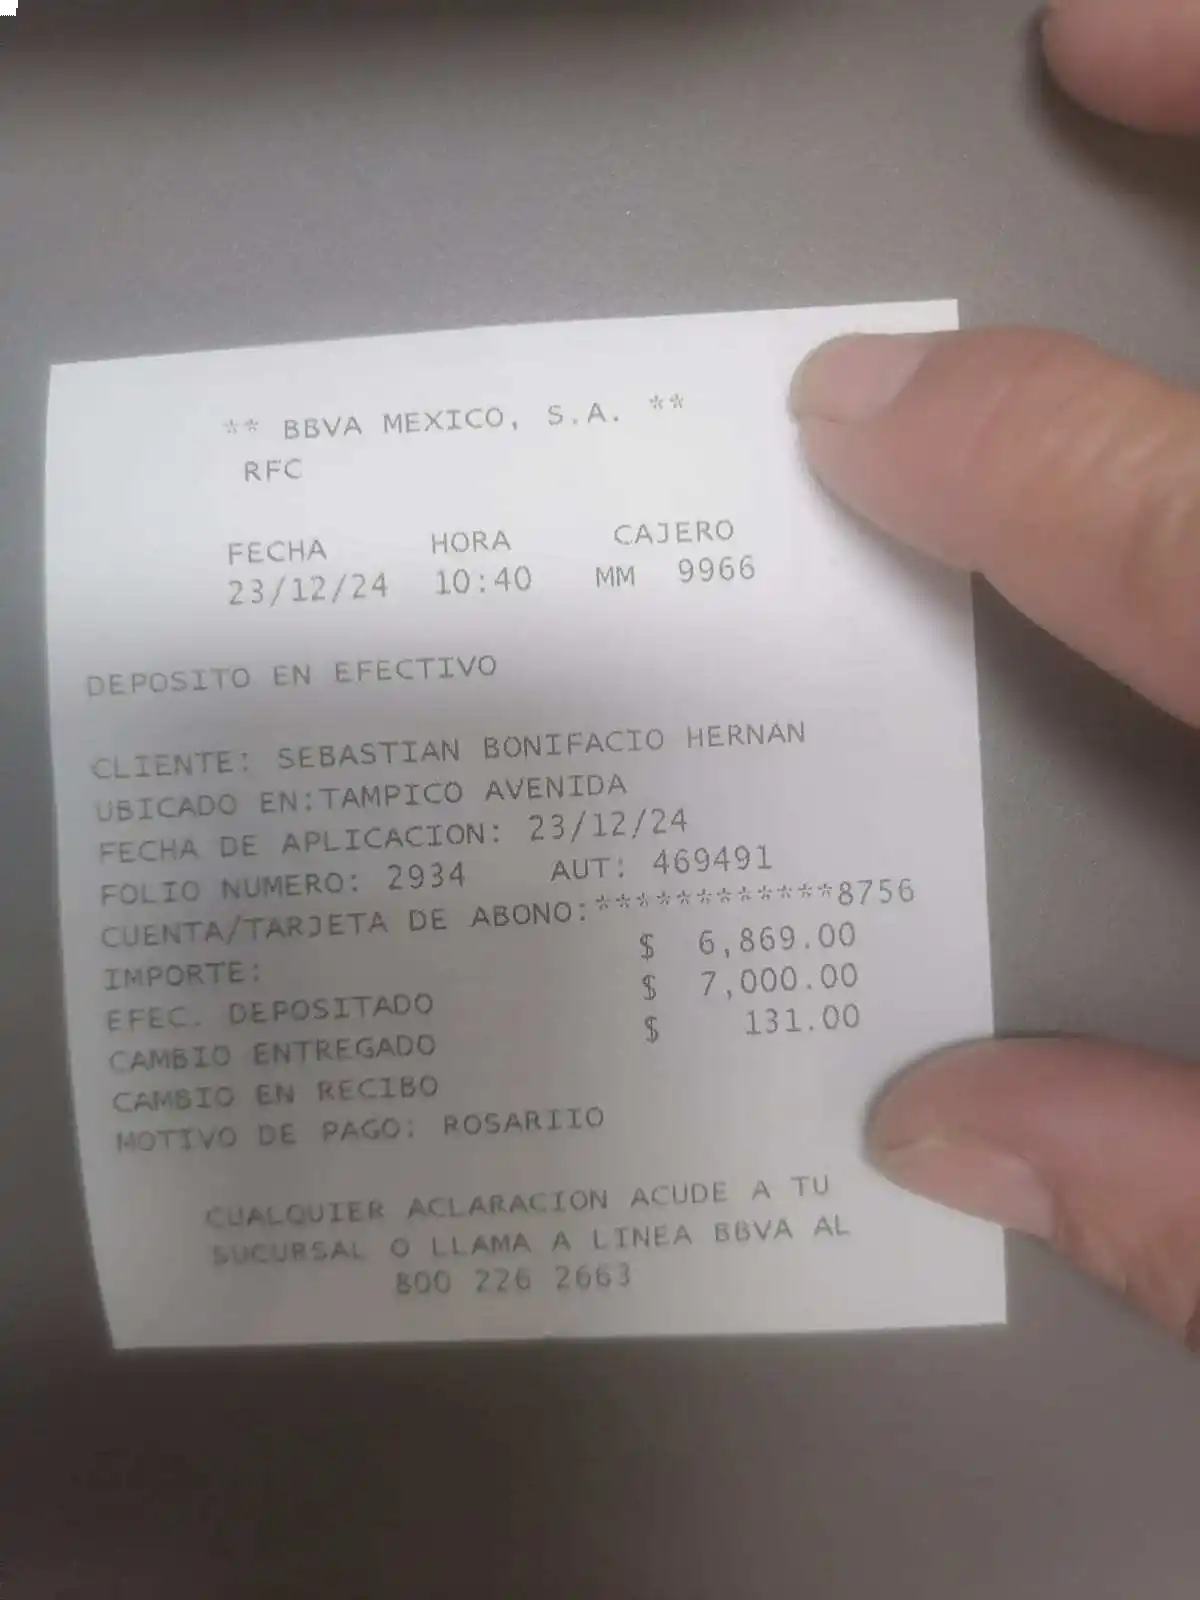 ** BBVA MEXICO, S.A. **
RFC
FECHA HORA CAJERO
23/12/24 10:40 MM 9966
DEPOSITO EN EFECTIVO
CLIENTE: SEBASTIAN BONIFACIO HERNAN
UBICADO EN:TAMPICO AVENIDA
FECHA DE APLICACION: 23/12/24
FOLIO NUMERO: 2934 AUT: 469491
CUENTA/TARJETA DE ABONO:************8756
IMPORTE: $ 6,869.00
EFEC. DEPOSITADO $ 7,000.00
CAMBIO ENTREGADO $ 131.00
CAMBIO EN RECIBO
MOTIVO DE PAGO: ROSARIIO
CUALQUIER ACLARACION ACUDE A TU
SUCURSAL O LLAMA A LINEA BBVA AL
800 226 2663